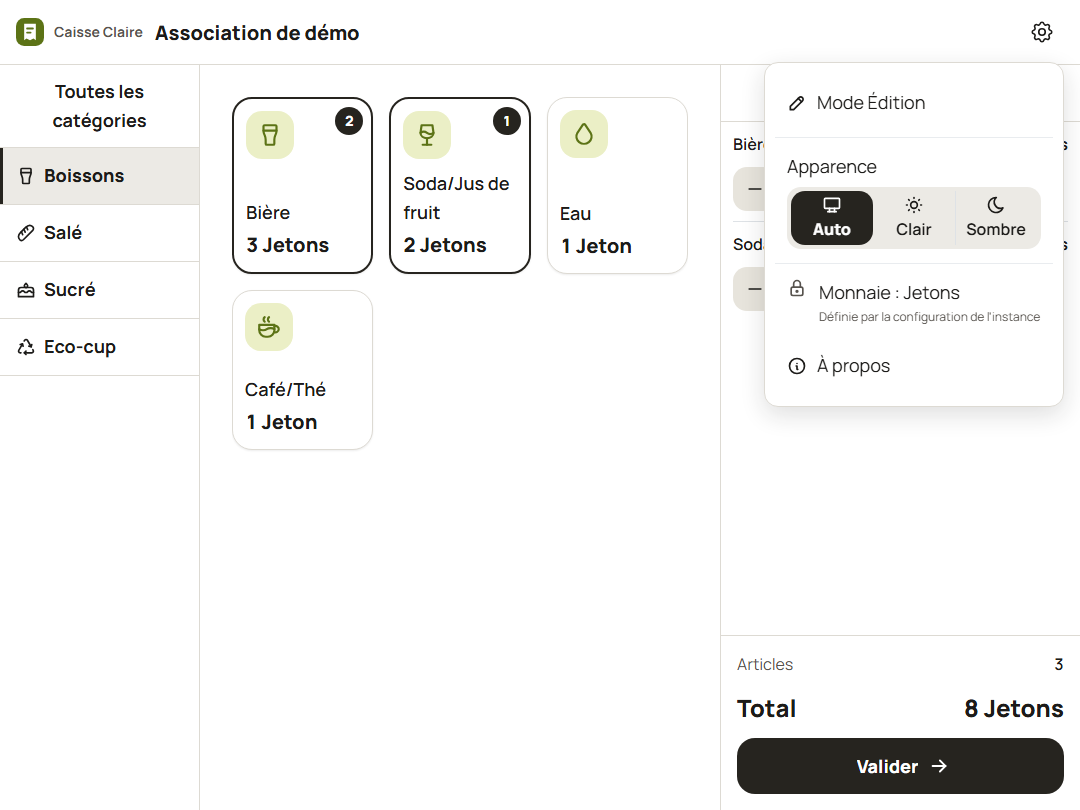 Caisse Claire Association de démo
Toutes les
catégories
Boissons
Salé
Sucré
Eco-cup
2
Bière
3 Jetons
1
Soda/Jus de
fruit
2 Jetons
Eau
1 Jeton
Café/Thé
1 Jeton
Mode Édition
Apparence
Auto
Clair
Sombre
Monnaie : Jetons
Définie par la configuration de l'instance
À propos
Articles 3
Total 8 Jetons
Valider